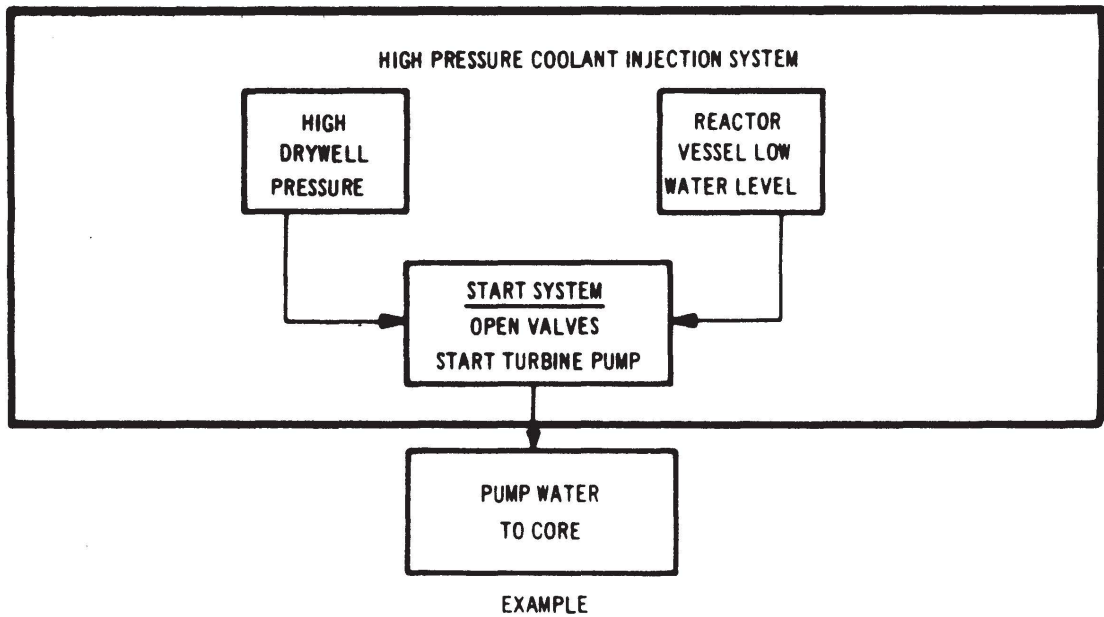 HIGH PRESSURE COOLANT INJECTION SYSTEM
HIGH
DRYWELL
PRESSURE
REACTOR
VESSEL LOW
WATER LEVEL
START SYSTEM
OPEN VALVES
START TURBINE PUMP
PUMP WATER
TO CORE
EXAMPLE